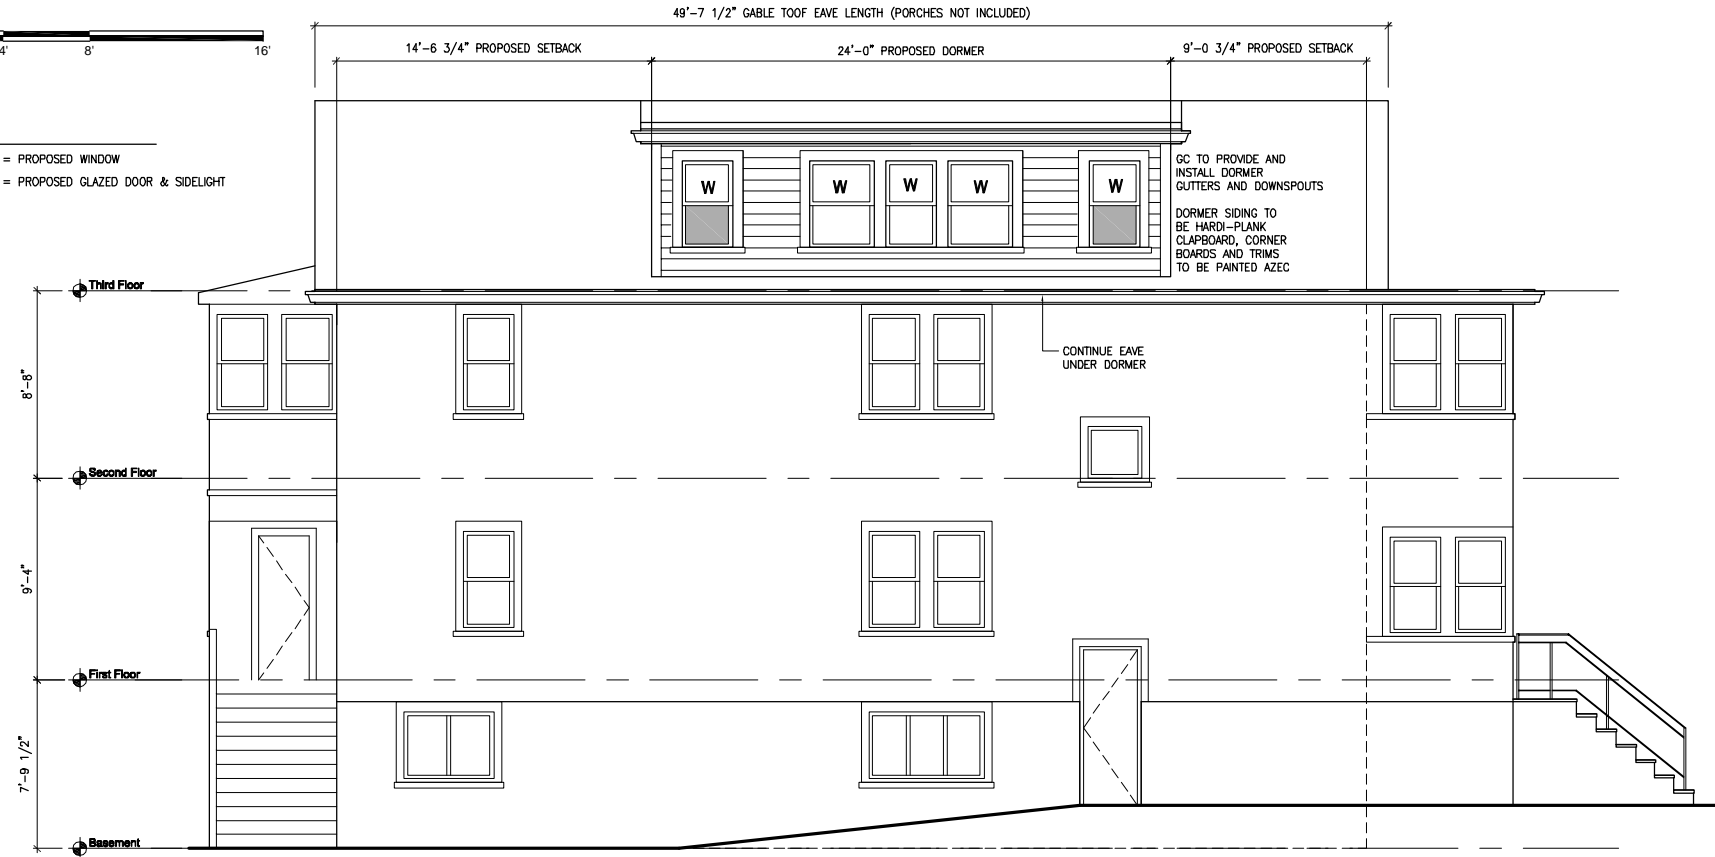 49'-7 1/2" GABLE TOOF EAVE LENGTH (PORCHES NOT INCLUDED)
14'-6 3/4" PROPOSED SETBACK
24'-0" PROPOSED DORMER
9'-0 3/4" PROPOSED SETBACK
4'
8'
16'
= PROPOSED WINDOW
= PROPOSED GLAZED DOOR & SIDELIGHT
W
W
W
W
W
GC TO PROVIDE AND
INSTALL DORMER
GUTTERS AND DOWNSPOUTS
DORMER SIDING TO
BE HARDI-PLANK
CLAPBOARD, CORNER
BOARDS AND TRIMS
TO BE PAINTED AZEC
Third Floor
CONTINUE EAVE
UNDER DORMER
8'-8"
Second Floor
9'-4"
First Floor
7'-9 1/2"
Basement